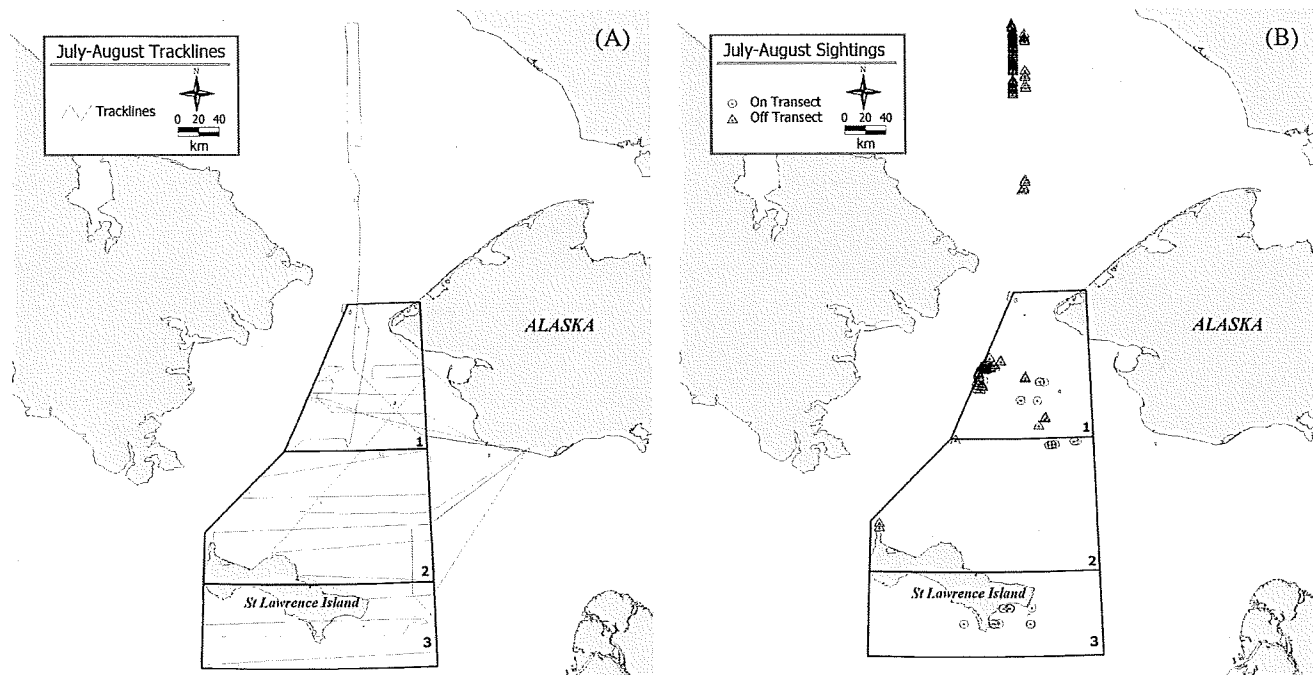 (A)
July-August Tracklines
N
Tracklines
0 20 40
km
ALASKA
1
2
St Lawrence Island
3
(B)
July-August Sightings
N
On Transect
Off Transect
0 20 40
km
ALASKA
1
2
St Lawrence Island
3